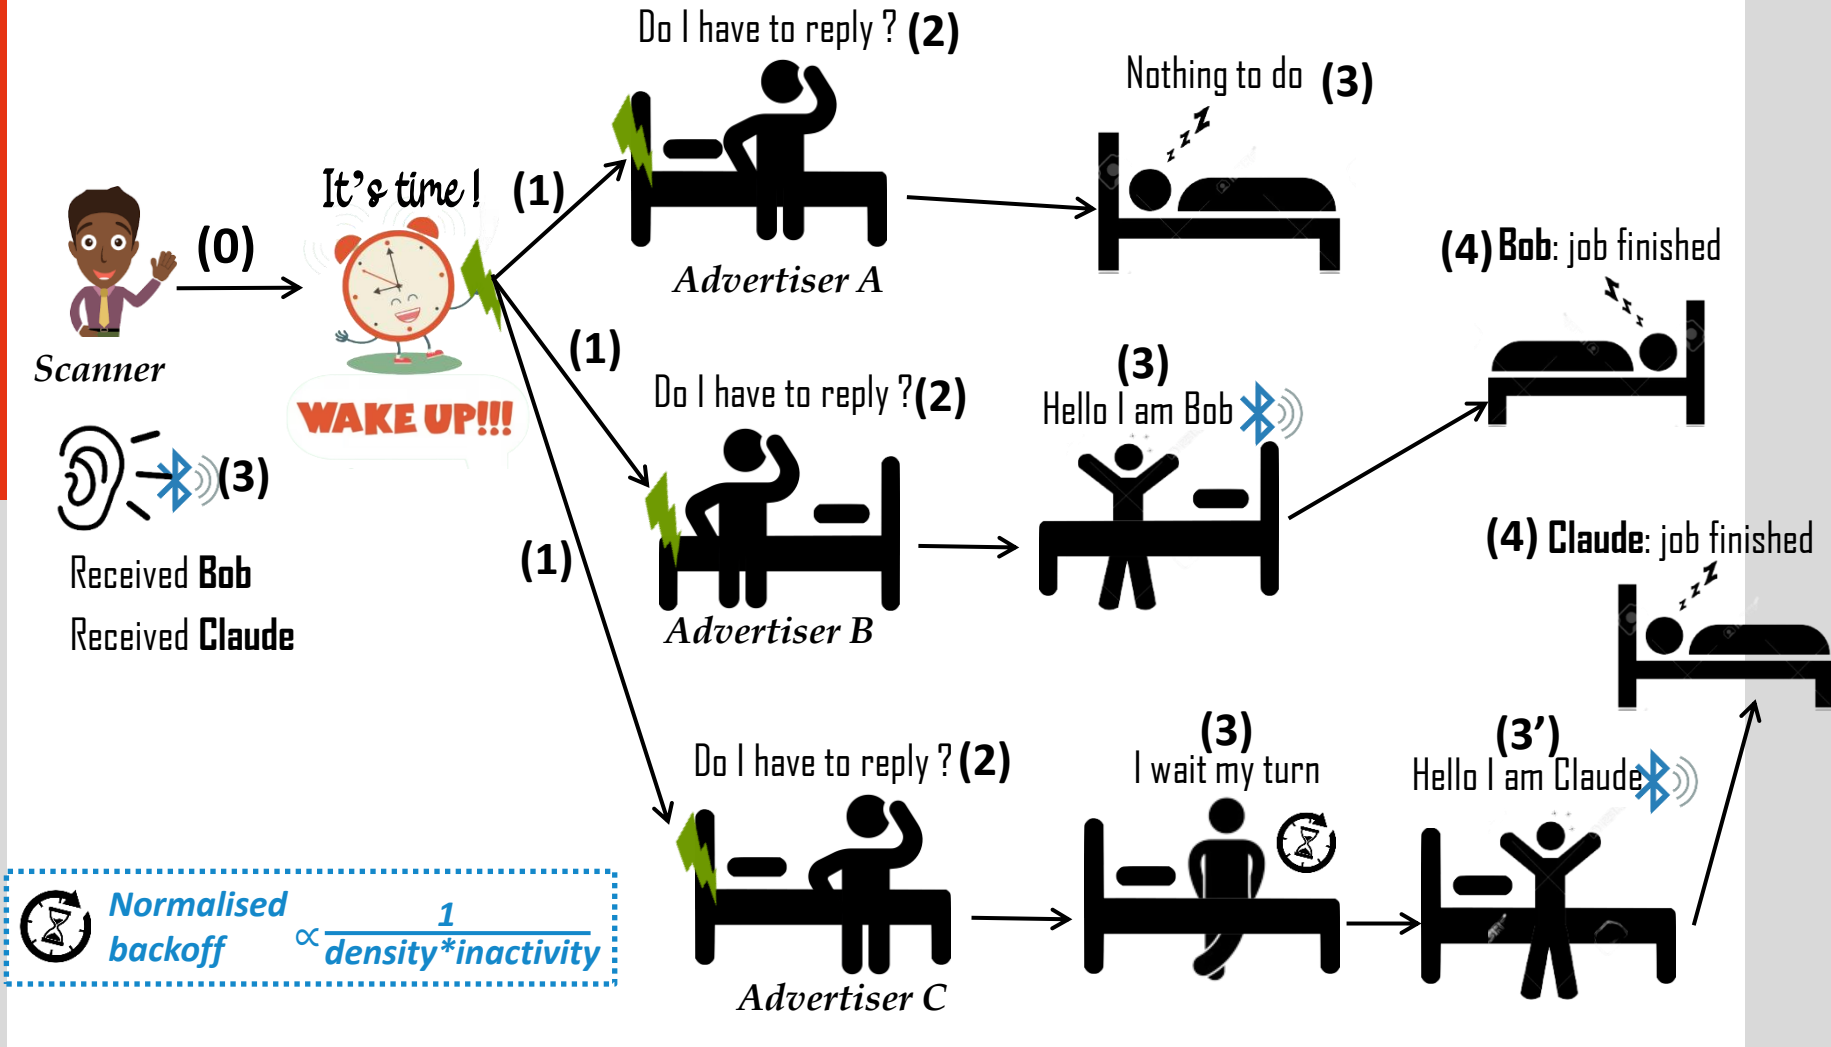 Do I have to reply ? (2)
Nothing to do (3)
It's time ! (1)
(0)
Advertiser A
Scanner
WAKE UP!!!
(3)
Received Bob
Received Claude
(1)
Do I have to reply ?(2)
(3)
Hello I am Bob
(4) Bob: job finished
Advertiser B
(1)
(4) Claude: job finished
Do I have to reply ? (2)
(3)
I wait my turn
(3’)
Hello I am Claude
Advertiser C
Normalised
backoff
∝ 1
density*inactivity
zzZ
Zzz
zzZ